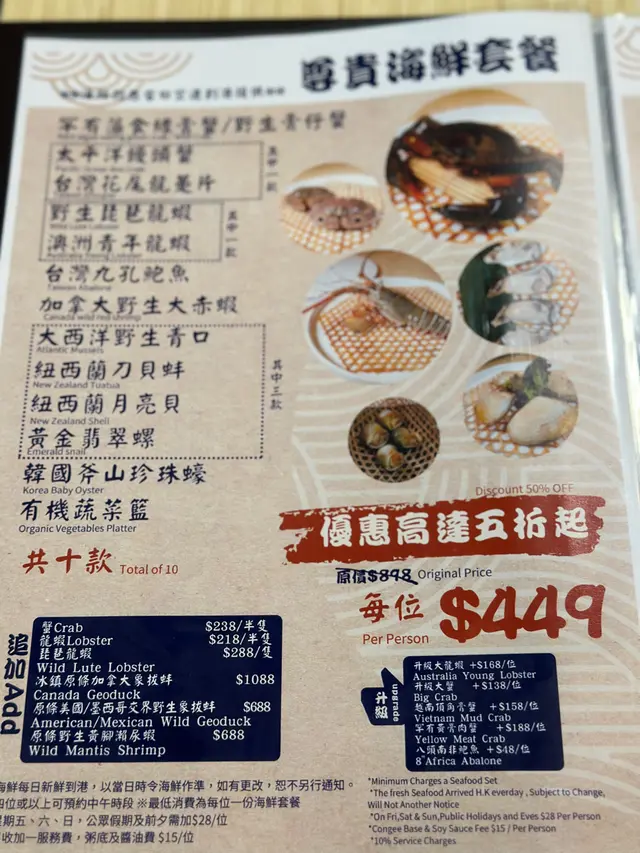 尊貴海鮮套餐
罕有蛋食綠膏蟹/野生青仔蟹
太平洋饅頭蟹
台灣花尾龍躉片
其中一款
野生琵琶龍蝦
Wild Lute Lobster
澳洲青年龍蝦
Australia Young Lobster
其中一款
台灣九孔鮑魚
Taiwan Abalone
加拿大野生大赤蝦
Canada wild red shrimp
大西洋野生青口
Atlantic Mussels
紐西蘭刀貝蚌
New Zealand Tuatua
紐西蘭月亮貝
New Zealand Shell
黃金翡翠螺
Emerald snail
其中三款
韓國斧山珍珠蠔
Korea Baby Oyster
有機蔬菜籃
Organic Vegetables Platter
共十款 Total of 10
Discount 50% OFF
優惠高達五折起
原價$898 Original Price
每位 $449
Per Person
追加Add
蟹Crab $238/半隻
龍蝦Lobster $218/半隻
琵琶龍蝦 $288/隻
Wild Lute Lobster
冰鎮原條加拿大象拔蚌 $1088
Canada Geoduck
原條美國/墨西哥交界野生象拔蚌 $688
American/Mexican Wild Geoduck
原條野生黃腳瀨尿蝦 $688
Wild Mantis Shrimp
升級 upgrade
升級大龍蝦 +$168/位
Australia Young Lobster
升級大蟹 +$138/位
Big Crab
越南頂角膏蟹 +$158/位
Vietnam Mud Crab
罕有黃膏肉蟹 +$188/位
Yellow Meat Crab
八頭南非鮑魚 +$48/位
8"Africa Abalone
海鮮每日新鮮到港，以當日時令海鮮作準，如有更改，恕不另行通知。
四位或以上可預約中午時段 ※最低消費為每位一份海鮮套餐
星期五、六、日，公眾假期及前夕需加$28/位
收加一服務費，粥底及醬油費 $15/位
*Minimum Charges a Seafood Set
*The fresh Seafood Arrived H.K everday , Subject to Change,
Will Not Another Notice
*On Fri,Sat & Sun,Public Holidays and Eves $28 Per Person
*Congee Base & Soy Sauce Fee $15 / Per Person
*10% Service Charges